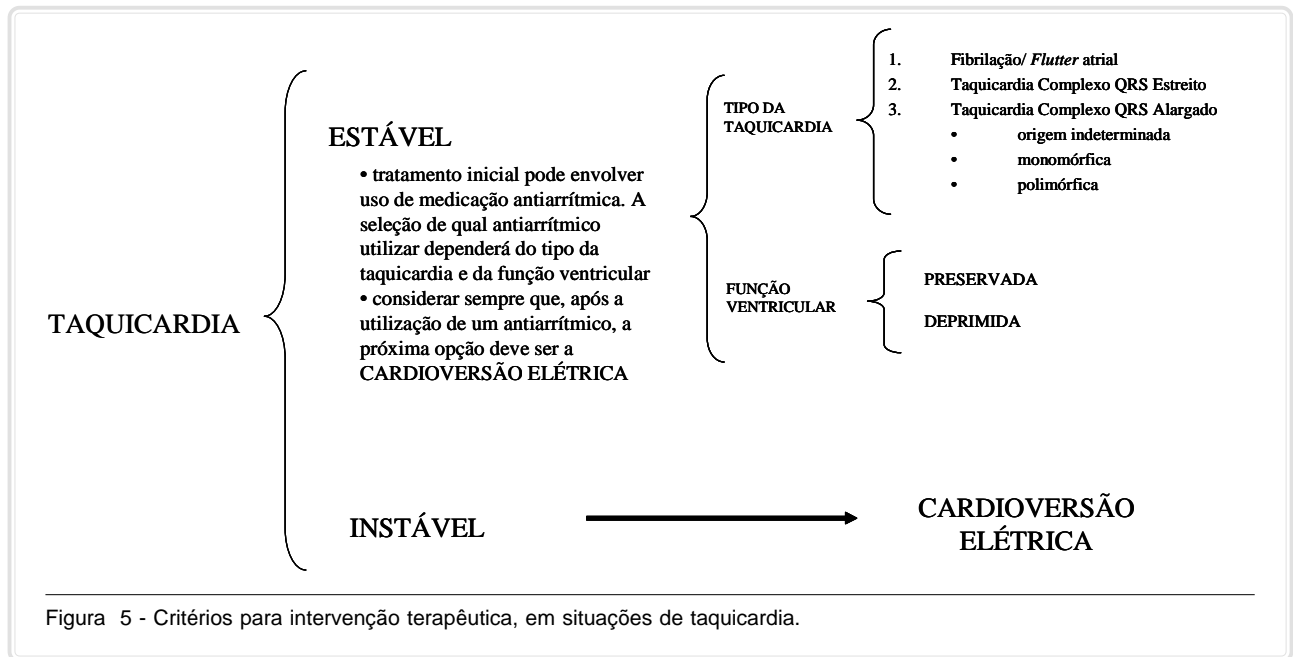 TAQUICARDIA
ESTÁVEL
• tratamento inicial pode envolver
uso de medicação antiarrítmica. A
seleção de qual antiarrítmico
utilizar dependerá do tipo da
taquicardia e da função ventricular
• considerar sempre que, após a
utilização de um antiarrítmico, a
próxima opção deve ser a
CARDIOVERSÃO ELÉTRICA
TIPO DA
TAQUICARDIA
1. Fibrilação/ Flutter atrial
2. Taquicardia Complexo QRS Estreito
3. Taquicardia Complexo QRS Alargado
• origem indeterminada
• monomórfica
• polimórfica
FUNÇÃO
VENTRICULAR
PRESERVADA
DEPRIMIDA
INSTÁVEL
CARDIOVERSÃO
ELÉTRICA
Figura 5 - Critérios para intervenção terapêutica, em situações de taquicardia.